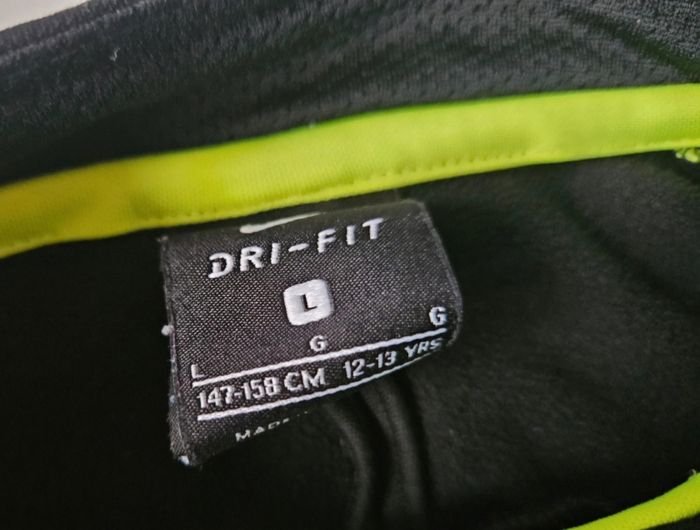 DRI-FIT
L
L G G
147-158 CM 12-13 YRS